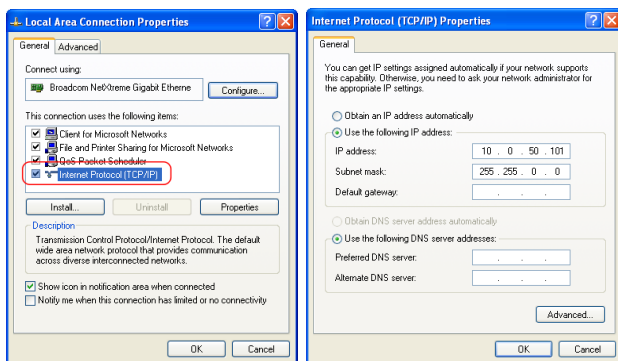 Local Area Connection Properties
General
Advanced
Connect using:
Broadcom NetXtreme Gigabit Etherne
Configure...
This connection uses the following items:
Client for Microsoft Networks
File and Printer Sharing for Microsoft Networks
QoS Packet Scheduler
Internet Protocol (TCP/IP)
Install...
Uninstall
Properties
Description
Transmission Control Protocol/Internet Protocol. The default
wide area network protocol that provides communication
across diverse interconnected networks.
Show icon in notification area when connected
Notify me when this connection has limited or no connectivity
OK
Cancel
Internet Protocol (TCP/IP) Properties
General
You can get IP settings assigned automatically if your network supports
this capability. Otherwise, you need to ask your network administrator for
the appropriate IP settings.
Obtain an IP address automatically
Use the following IP address:
IP address:
10 . 0 . 50 . 101
Subnet mask:
255 . 255 . 0 . 0
Default gateway:
. . .
Obtain DNS server address automatically
Use the following DNS server addresses:
Preferred DNS server:
. . .
Alternate DNS server:
. . .
Advanced...
OK
Cancel